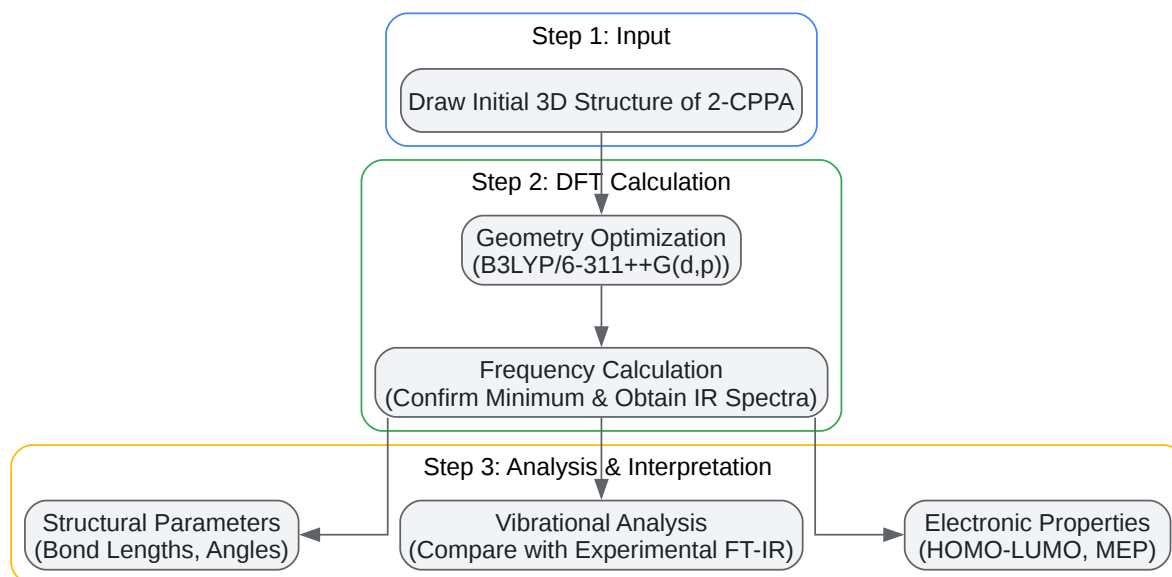 Step 1: Input
Draw Initial 3D Structure of 2-CPPA
Step 2: DFT Calculation
Geometry Optimization
(B3LYP/6-311++G(d,p))
Frequency Calculation
(Confirm Minimum & Obtain IR Spectra)
Step 3: Analysis & Interpretation
Structural Parameters
(Bond Lengths, Angles)
Vibrational Analysis
(Compare with Experimental FT-IR)
Electronic Properties
(HOMO-LUMO, MEP)